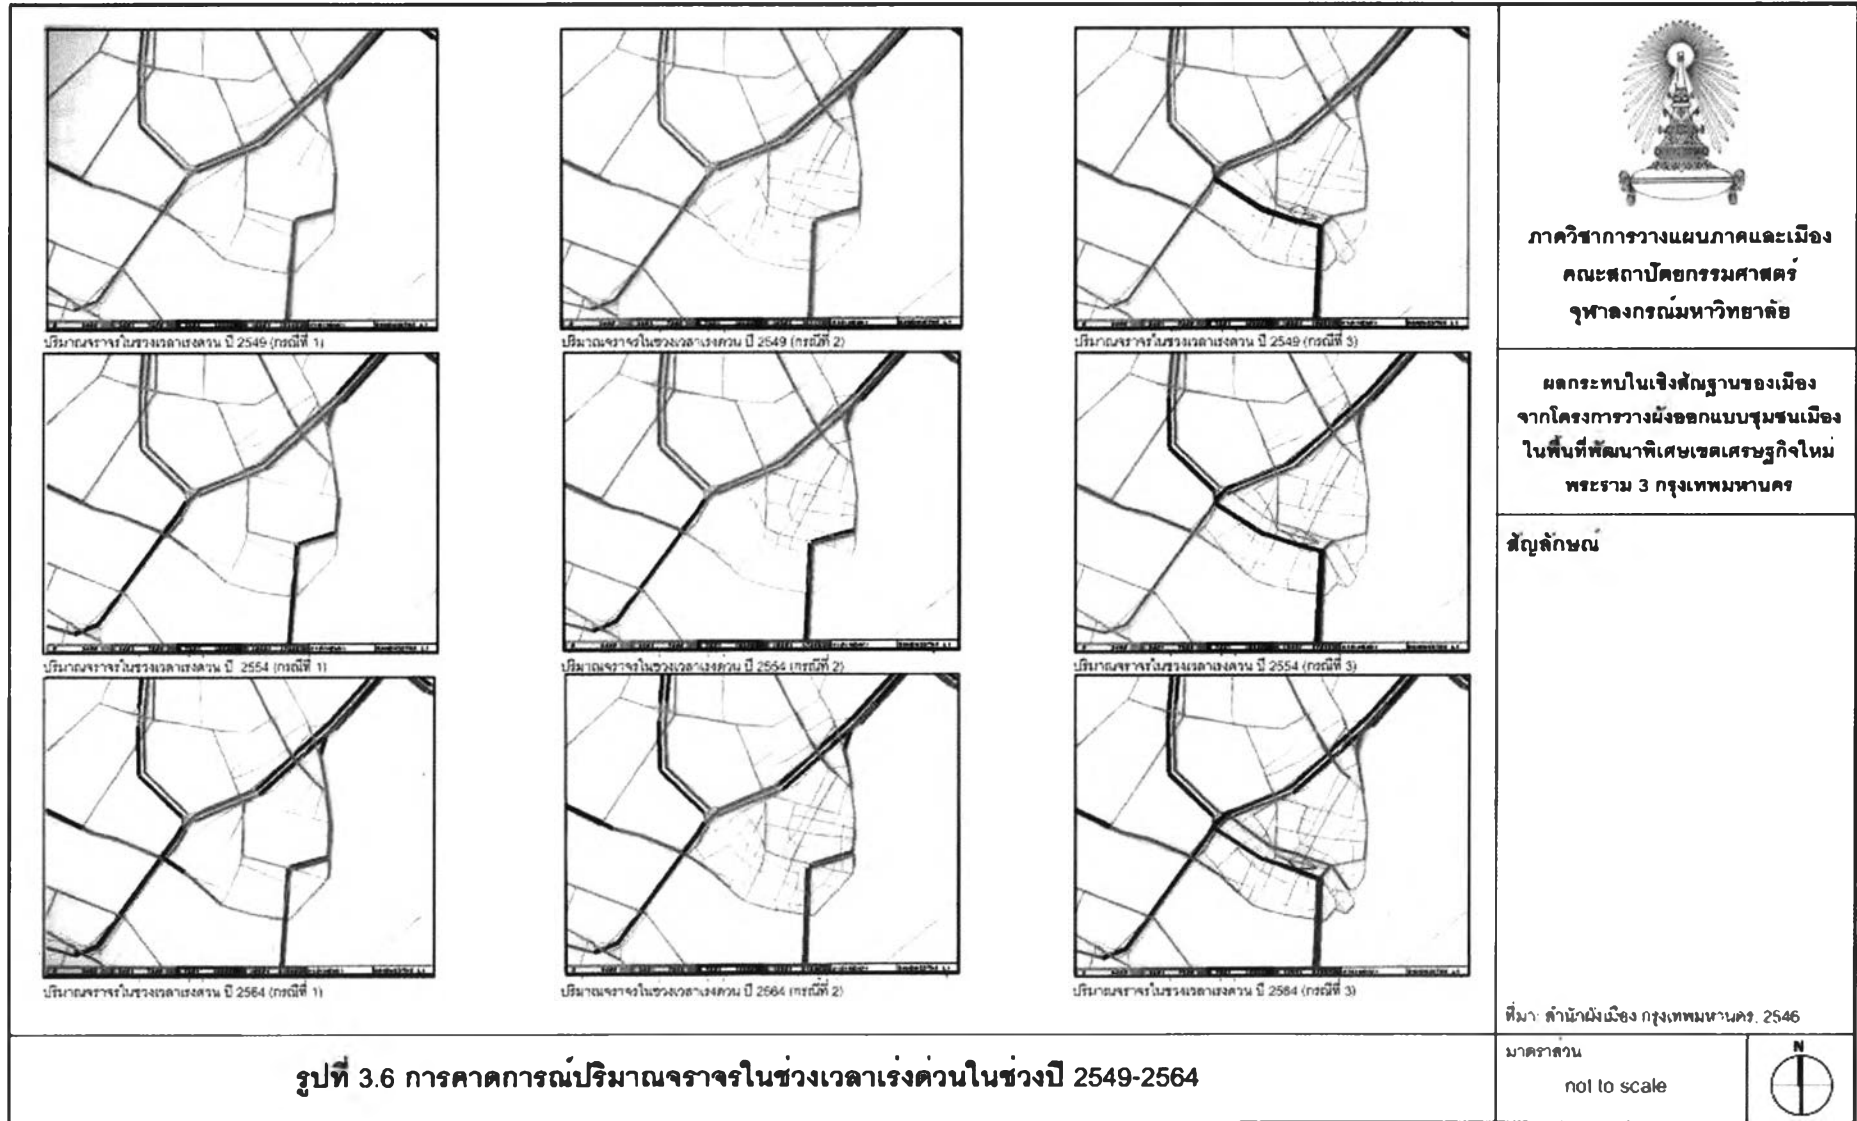 ปริมาณจราจรในช่วงเวลาเร่งด่วน ปี 2549 (กรณีที่ 1)
ปริมาณจราจรในช่วงเวลาเร่งด่วน ปี 2549 (กรณีที่ 2)
ปริมาณจราจรในช่วงเวลาเร่งด่วน ปี 2549 (กรณีที่ 3)
ปริมาณจราจรในช่วงเวลาเร่งด่วน ปี 2554 (กรณีที่ 1)
ปริมาณจราจรในช่วงเวลาเร่งด่วน ปี 2554 (กรณีที่ 2)
ปริมาณจราจรในช่วงเวลาเร่งด่วน ปี 2554 (กรณีที่ 3)
ปริมาณจราจรในช่วงเวลาเร่งด่วน ปี 2564 (กรณีที่ 1)
ปริมาณจราจรในช่วงเวลาเร่งด่วน ปี 2564 (กรณีที่ 2)
ปริมาณจราจรในช่วงเวลาเร่งด่วน ปี 2564 (กรณีที่ 3)
รูปที่ 3.6 การคาดการณ์ปริมาณจราจรในช่วงเวลาเร่งด่วนในช่วงปี 2549-2564
ภาควิชาการวางแผนภาคและเมือง
คณะสถาปัตยกรรมศาสตร์
จุฬาลงกรณ์มหาวิทยาลัย
ผลกระทบในเชิงสัณฐานของเมือง
จากโครงการวางผังออกแบบชุมชนเมือง
ในพื้นที่พัฒนาพิเศษเขตเศรษฐกิจใหม่
พระราม 3 กรุงเทพมหานคร
สัญลักษณ์
ที่มา: สำนักผังเมือง กรุงเทพมหานคร, 2546
มาตราส่วน
not to scale
N